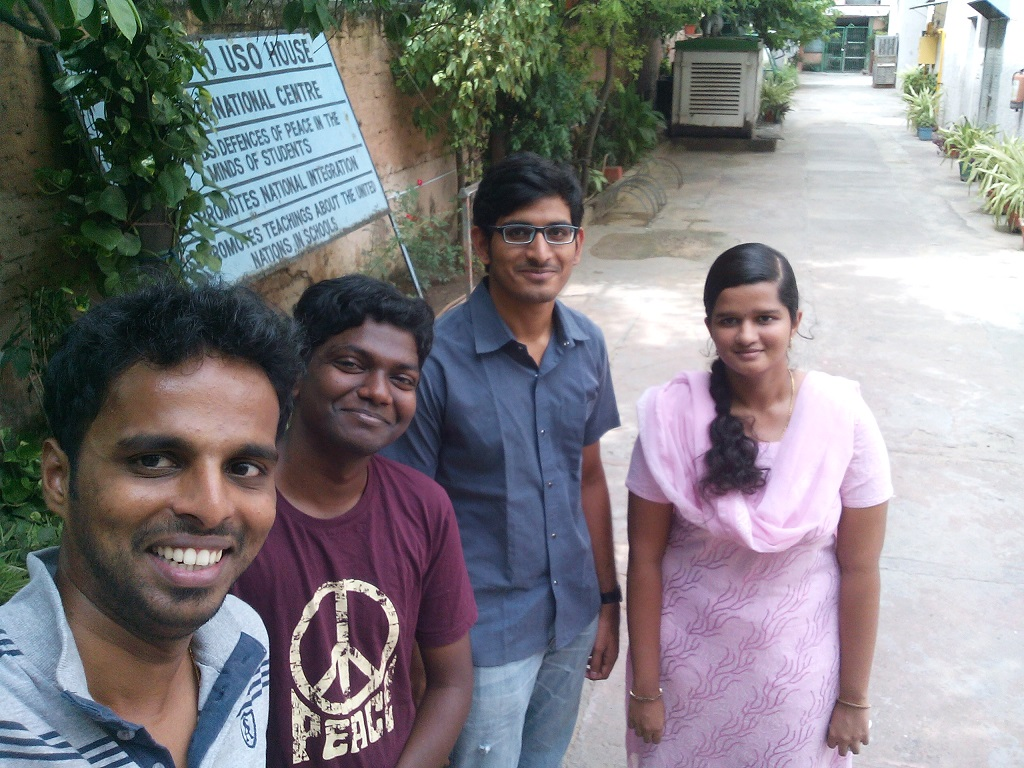 O USO HOUSE
NATIONAL CENTRE
DEFENCES OF PEACE IN THE
MINDS OF STUDENTS
PROMOTES NATIONAL INTEGRATION
PROMOTES TEACHINGS ABOUT THE UNITED
NATIONS IN SCHOOLS
PEACE